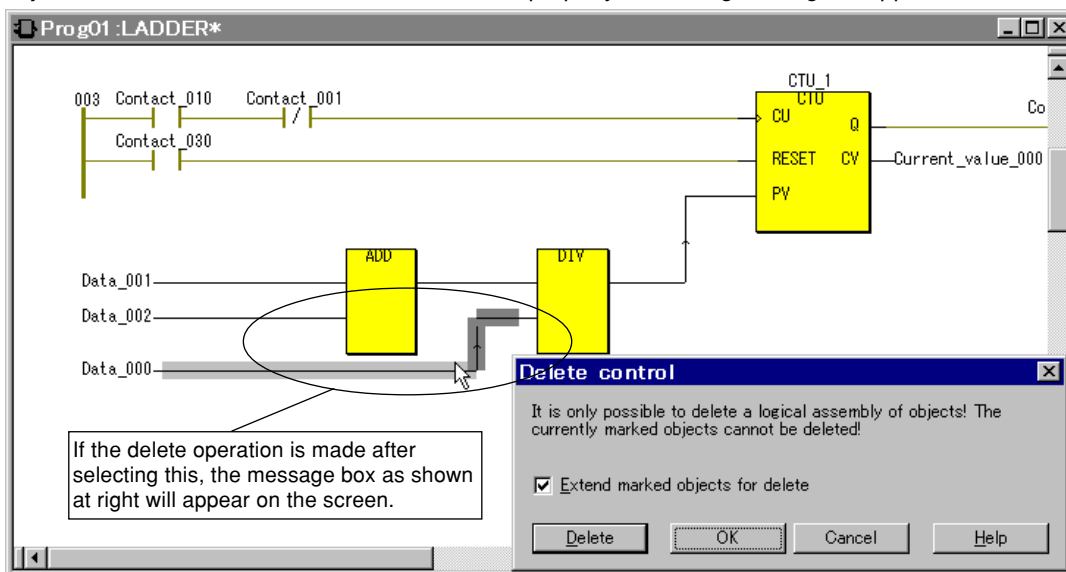 Prog01:LADDER*
CTU_1
CTU
003 Contact_010 Contact_001
CU Q Co
Contact_030
RESET CV Current_value_000
PV
ADD DIV
Data_001
Data_002
Data_000
Delete control
It is only possible to delete a logical assembly of objects! The
currently marked objects cannot be deleted!
If the delete operation is made after
selecting this, the message box as shown
at right will appear on the screen.
Extend marked objects for delete
Delete OK Cancel Help